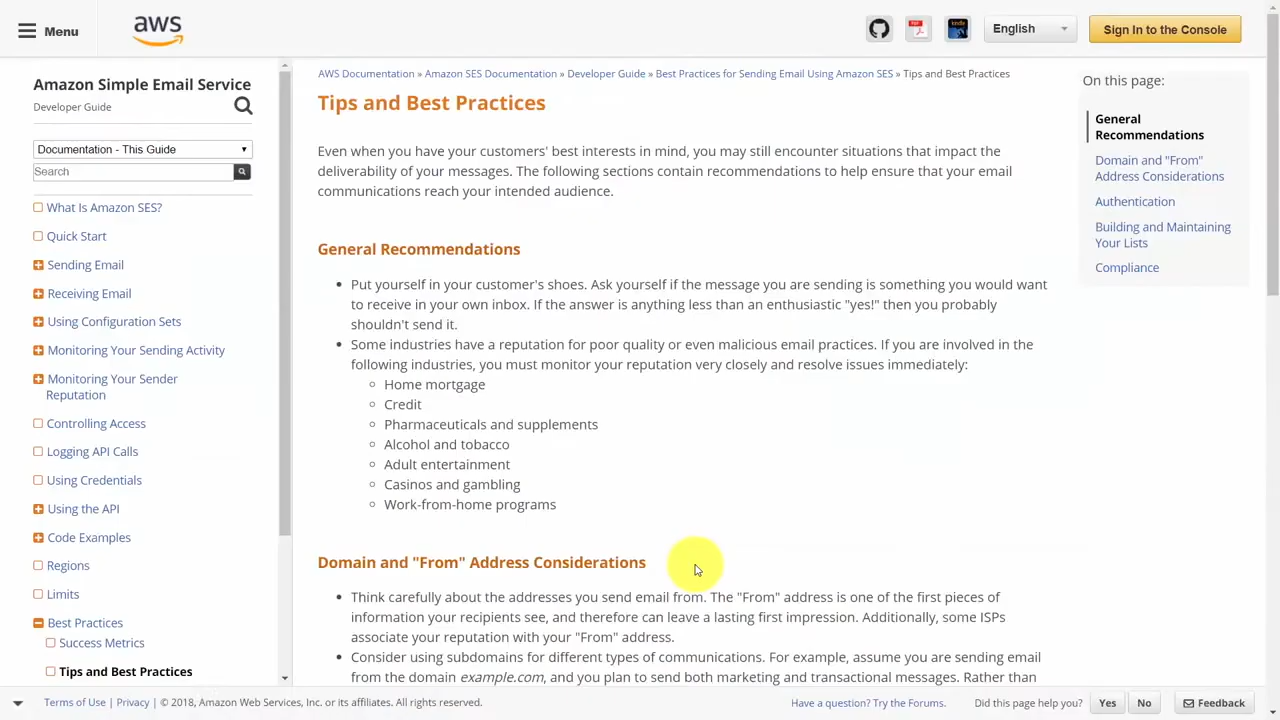 Menu
aws
English
Sign In to the Console
Amazon Simple Email Service
Developer Guide
Documentation - This Guide
Search
What Is Amazon SES?
Quick Start
Sending Email
Receiving Email
Using Configuration Sets
Monitoring Your Sending Activity
Monitoring Your Sender
Reputation
Controlling Access
Logging API Calls
Using Credentials
Using the API
Code Examples
Regions
Limits
Best Practices
Success Metrics
Tips and Best Practices
AWS Documentation » Amazon SES Documentation » Developer Guide » Best Practices for Sending Email Using Amazon SES » Tips and Best Practices
Tips and Best Practices
Even when you have your customers' best interests in mind, you may still encounter situations that impact the
deliverability of your messages. The following sections contain recommendations to help ensure that your email
communications reach your intended audience.
General Recommendations
Put yourself in your customer's shoes. Ask yourself if the message you are sending is something you would want
to receive in your own inbox. If the answer is anything less than an enthusiastic "yes!" then you probably
shouldn't send it.
Some industries have a reputation for poor quality or even malicious email practices. If you are involved in the
following industries, you must monitor your reputation very closely and resolve issues immediately:
Home mortgage
Credit
Pharmaceuticals and supplements
Alcohol and tobacco
Adult entertainment
Casinos and gambling
Work-from-home programs
Domain and "From" Address Considerations
Think carefully about the addresses you send email from. The "From" address is one of the first pieces of
information your recipients see, and therefore can leave a lasting first impression. Additionally, some ISPs
associate your reputation with your "From" address.
Consider using subdomains for different types of communications. For example, assume you are sending email
from the domain example.com, and you plan to send both marketing and transactional messages. Rather than
On this page:
General
Recommendations
Domain and "From"
Address Considerations
Authentication
Building and Maintaining
Your Lists
Compliance
Terms of Use | Privacy | © 2018, Amazon Web Services, Inc. or its affiliates. All rights reserved.
Have a question? Try the Forums.
Did this page help you?
Yes
No
Feedback